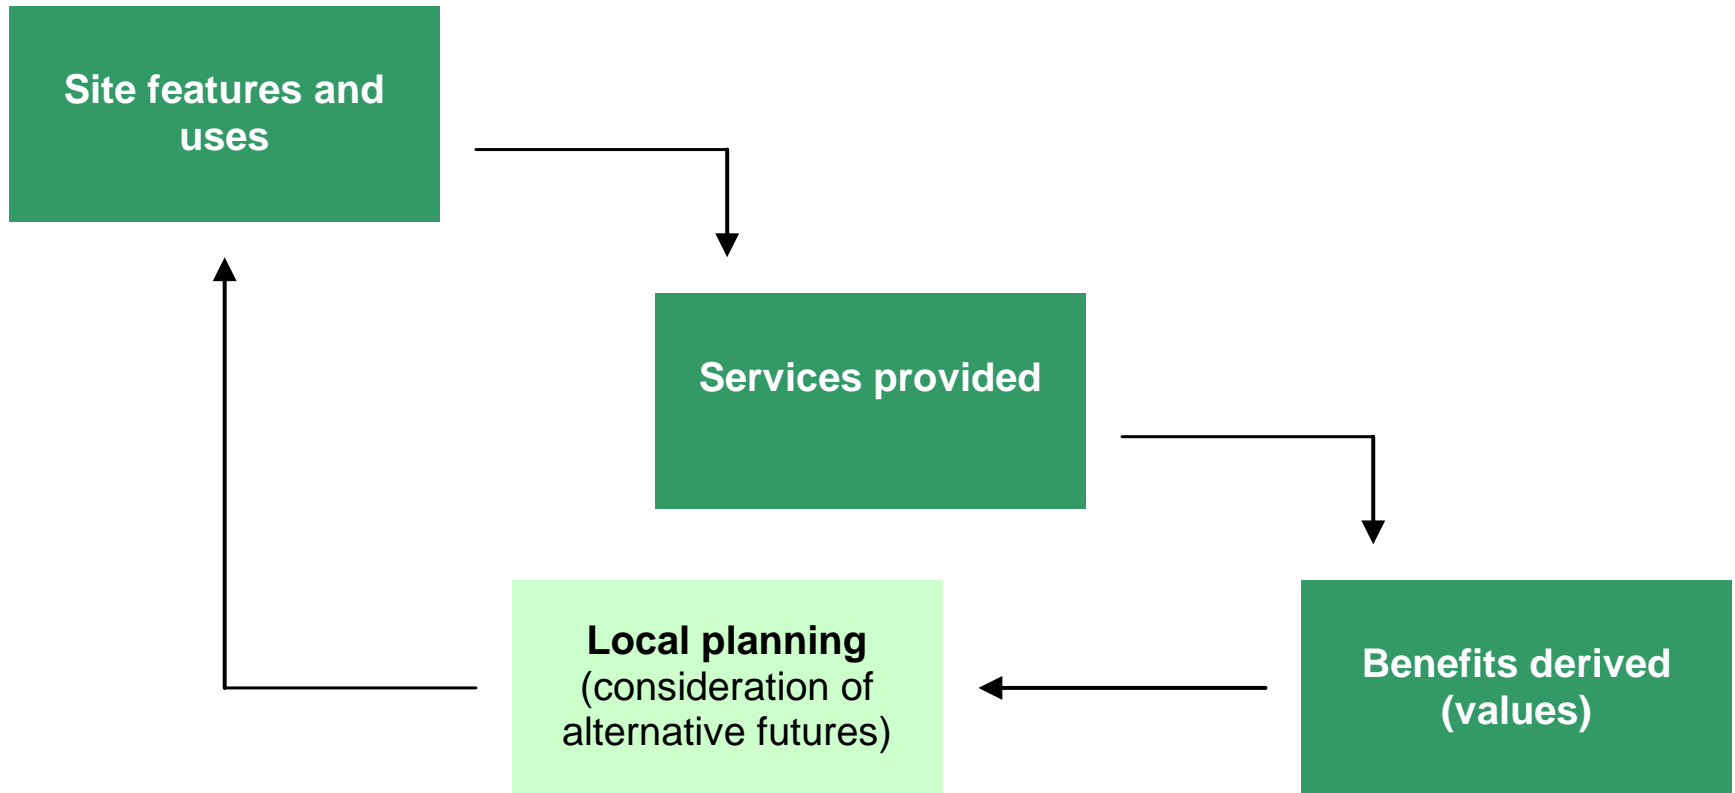 Site features and
uses
Services provided
Local planning
(consideration of
alternative futures)
Benefits derived
(values)